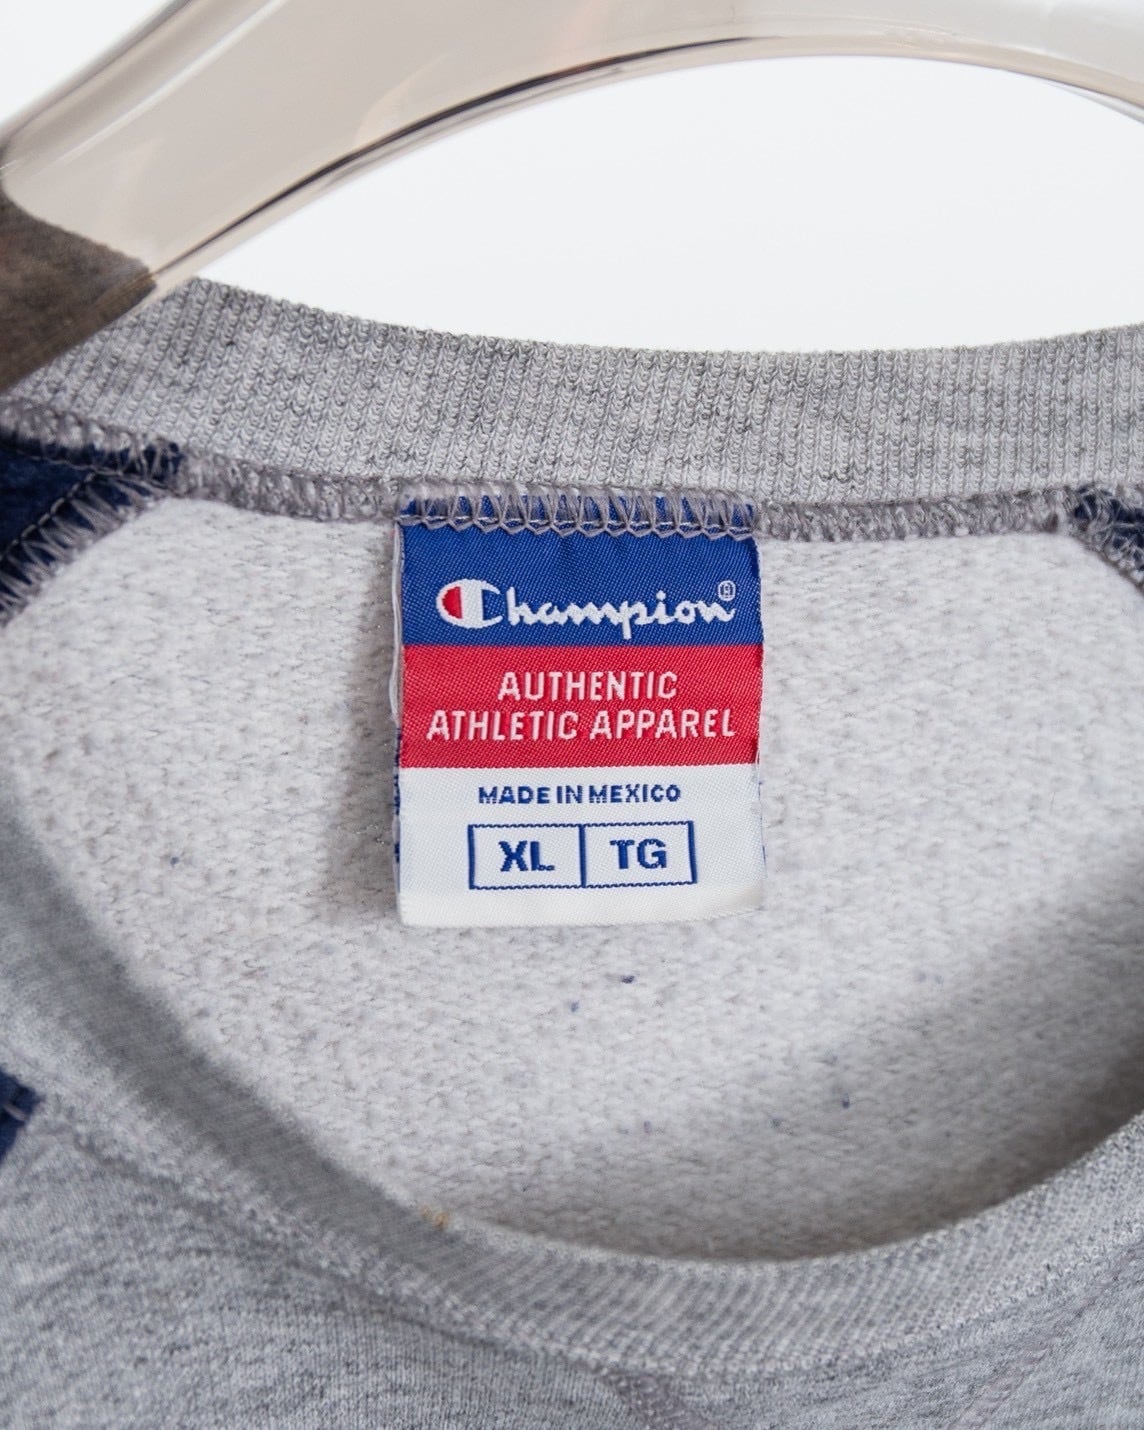 Champion®
AUTHENTIC
ATHLETIC APPAREL
MADE IN MEXICO
XL TG